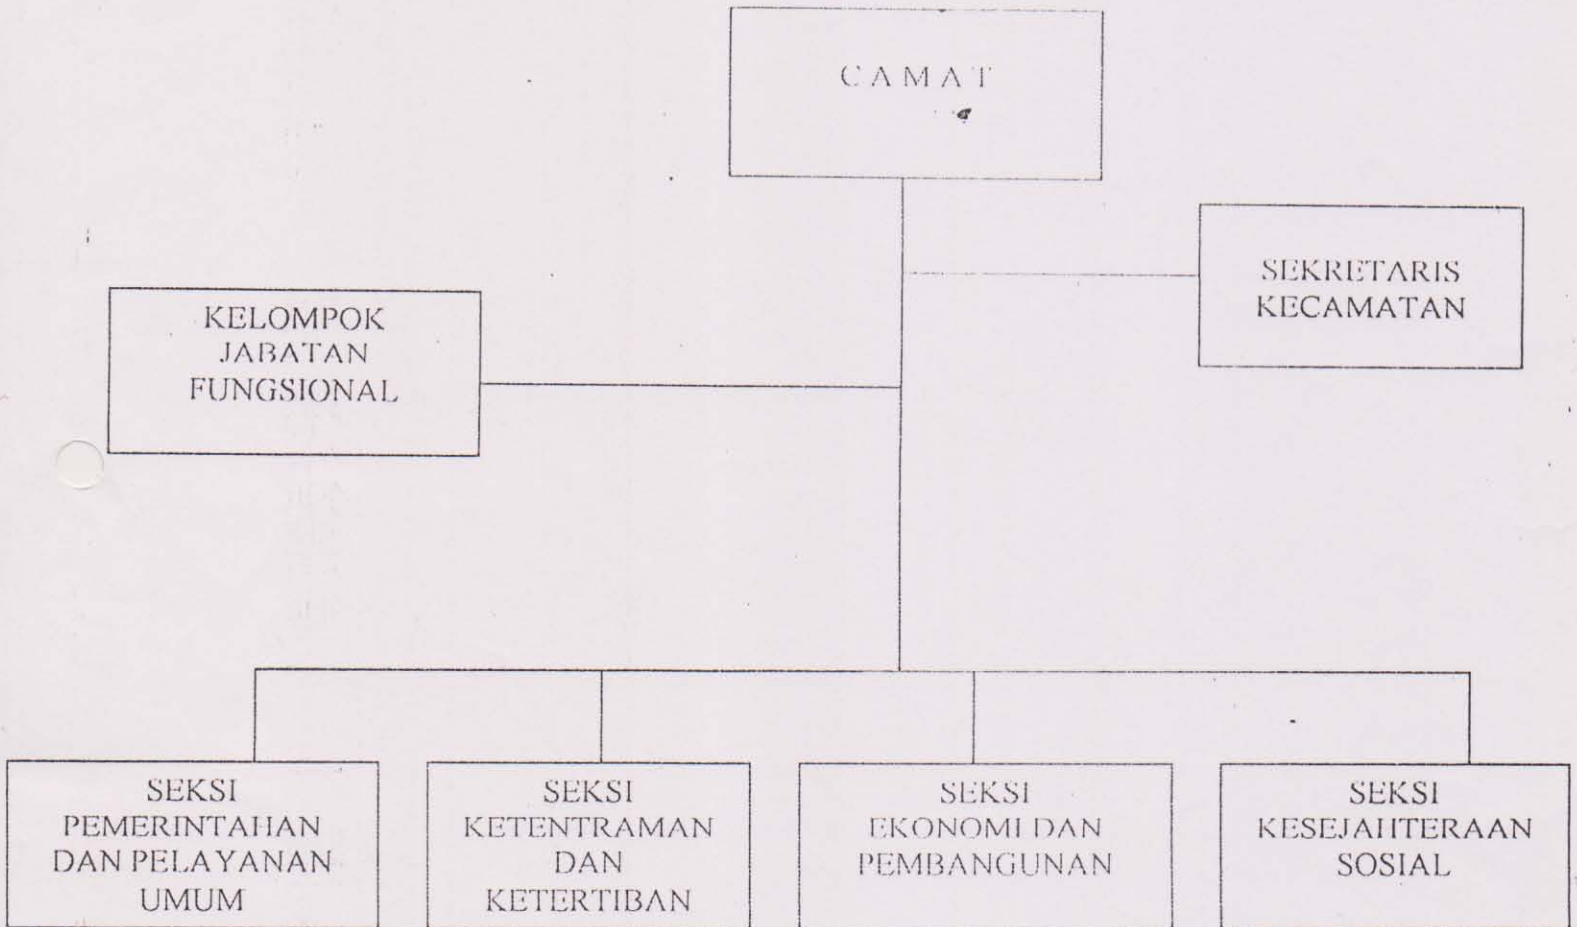 C A M A T
SEKRETARIS
KECAMATAN
KELOMPOK
JABATAN
FUNGSIONAL
SEKSI
PEMERINTAHAN
DAN PELAYANAN
UMUM
SEKSI
KETENTRAMAN
DAN
KETERTIBAN
SEKSI
EKONOMI DAN
PEMBANGUNAN
SEKSI
KESEJAHTERAAN
SOSIAL